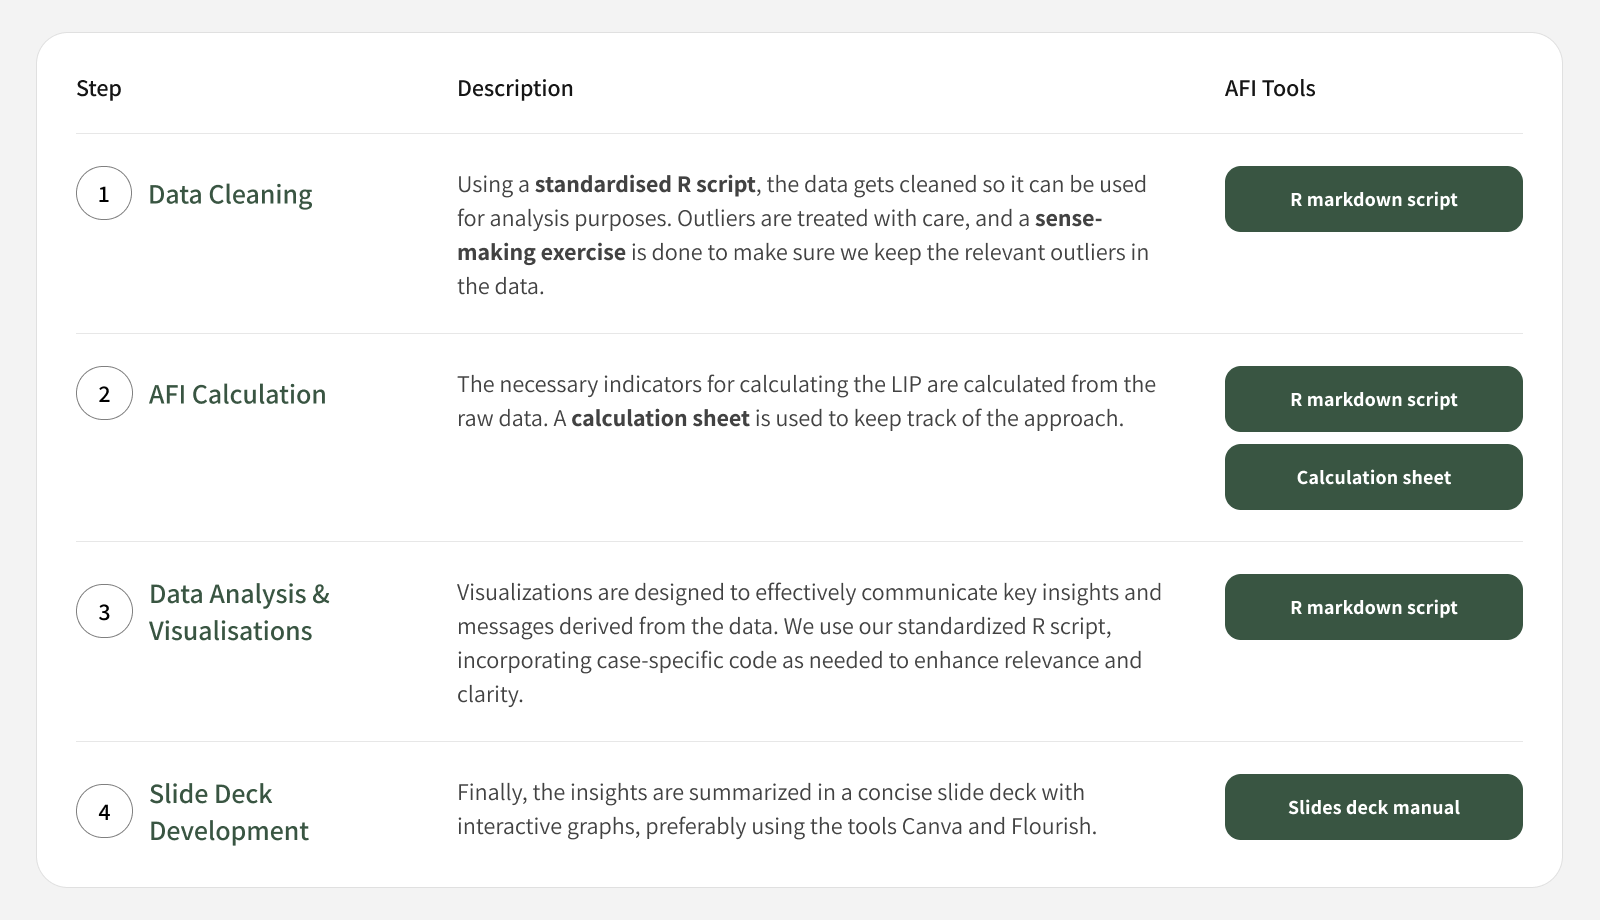 Step
Description
AFI Tools
1
Data Cleaning
Using a standardised R script, the data gets cleaned so it can be used
for analysis purposes. Outliers are treated with care, and a sense-
making exercise is done to make sure we keep the relevant outliers in
the data.
R markdown script
2
AFI Calculation
The necessary indicators for calculating the LIP are calculated from the
raw data. A calculation sheet is used to keep track of the approach.
R markdown script
Calculation sheet
3
Data Analysis &
Visualisations
Visualizations are designed to effectively communicate key insights and
messages derived from the data. We use our standardized R script,
incorporating case-specific code as needed to enhance relevance and
clarity.
R markdown script
4
Slide Deck
Development
Finally, the insights are summarized in a concise slide deck with
interactive graphs, preferably using the tools Canva and Flourish.
Slides deck manual